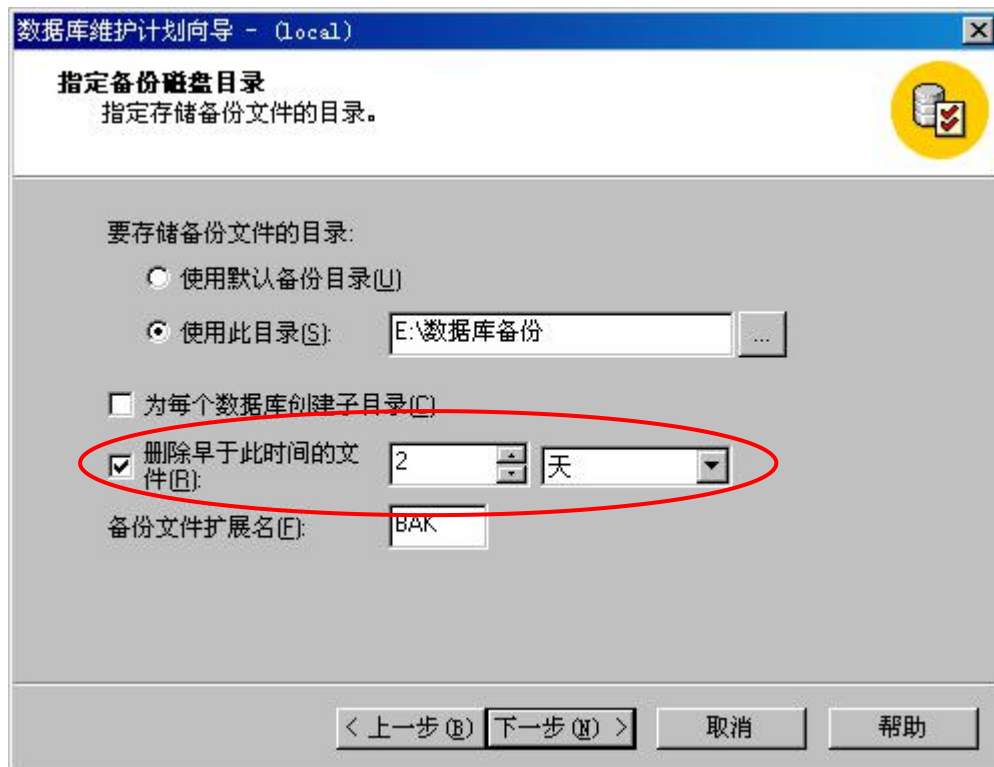 数据库维护计划向导 - (local)
指定备份磁盘目录
指定存储备份文件的目录。
要存储备份文件的目录:
使用默认备份目录(U)
使用此目录(S):
E:\数据库备份
...
为每个数据库创建子目录(C)
删除早于此时间的文
件(R):
2
天
备份文件扩展名(F):
BAK
< 上一步(B)
下一步(N) >
取消
帮助